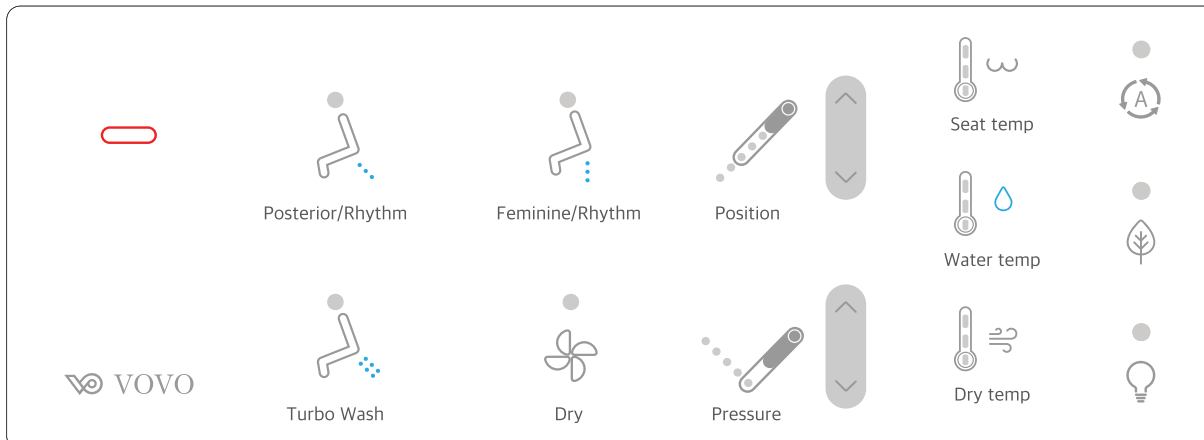 Seat temp
A
Posterior/Rhythm
Feminine/Rhythm
Position
Water temp
VOVO
Turbo Wash
Dry
Pressure
Dry temp